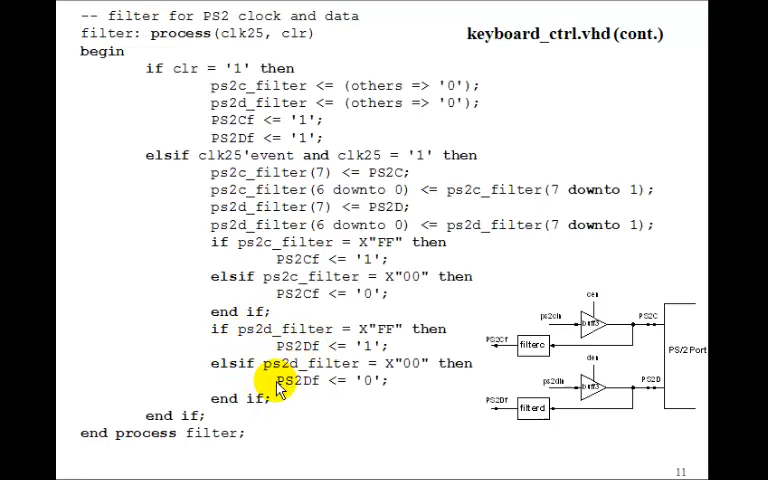 -- filter for PS2 clock and data
filter: process(clk25, clr)
keyboard_ctrl.vhd (cont.)
begin
if clr = '1' then
ps2c_filter <= (others => '0');
ps2d_filter <= (others => '0');
PS2Cf <= '1';
PS2Df <= '1';
elsif clk25'event and clk25 = '1' then
ps2c_filter(7) <= PS2C;
ps2c_filter(6 downto 0) <= ps2c_filter(7 downto 1);
ps2d_filter(7) <= PS2D;
ps2d_filter(6 downto 0) <= ps2d_filter(7 downto 1);
if ps2c_filter = X"FF" then
PS2Cf <= '1';
elsif ps2c_filter = X"00" then
PS2Cf <= '0';
end if;
if ps2d_filter = X"FF" then
PS2Df <= '1';
elsif ps2d_filter = X"00" then
PS2Df <= '0';
end if;
end if;
end process filter;
cen
PS2C
PS2Cf
filterc
PS/2 Port
den
PS2D
PS2Df
filterd
11